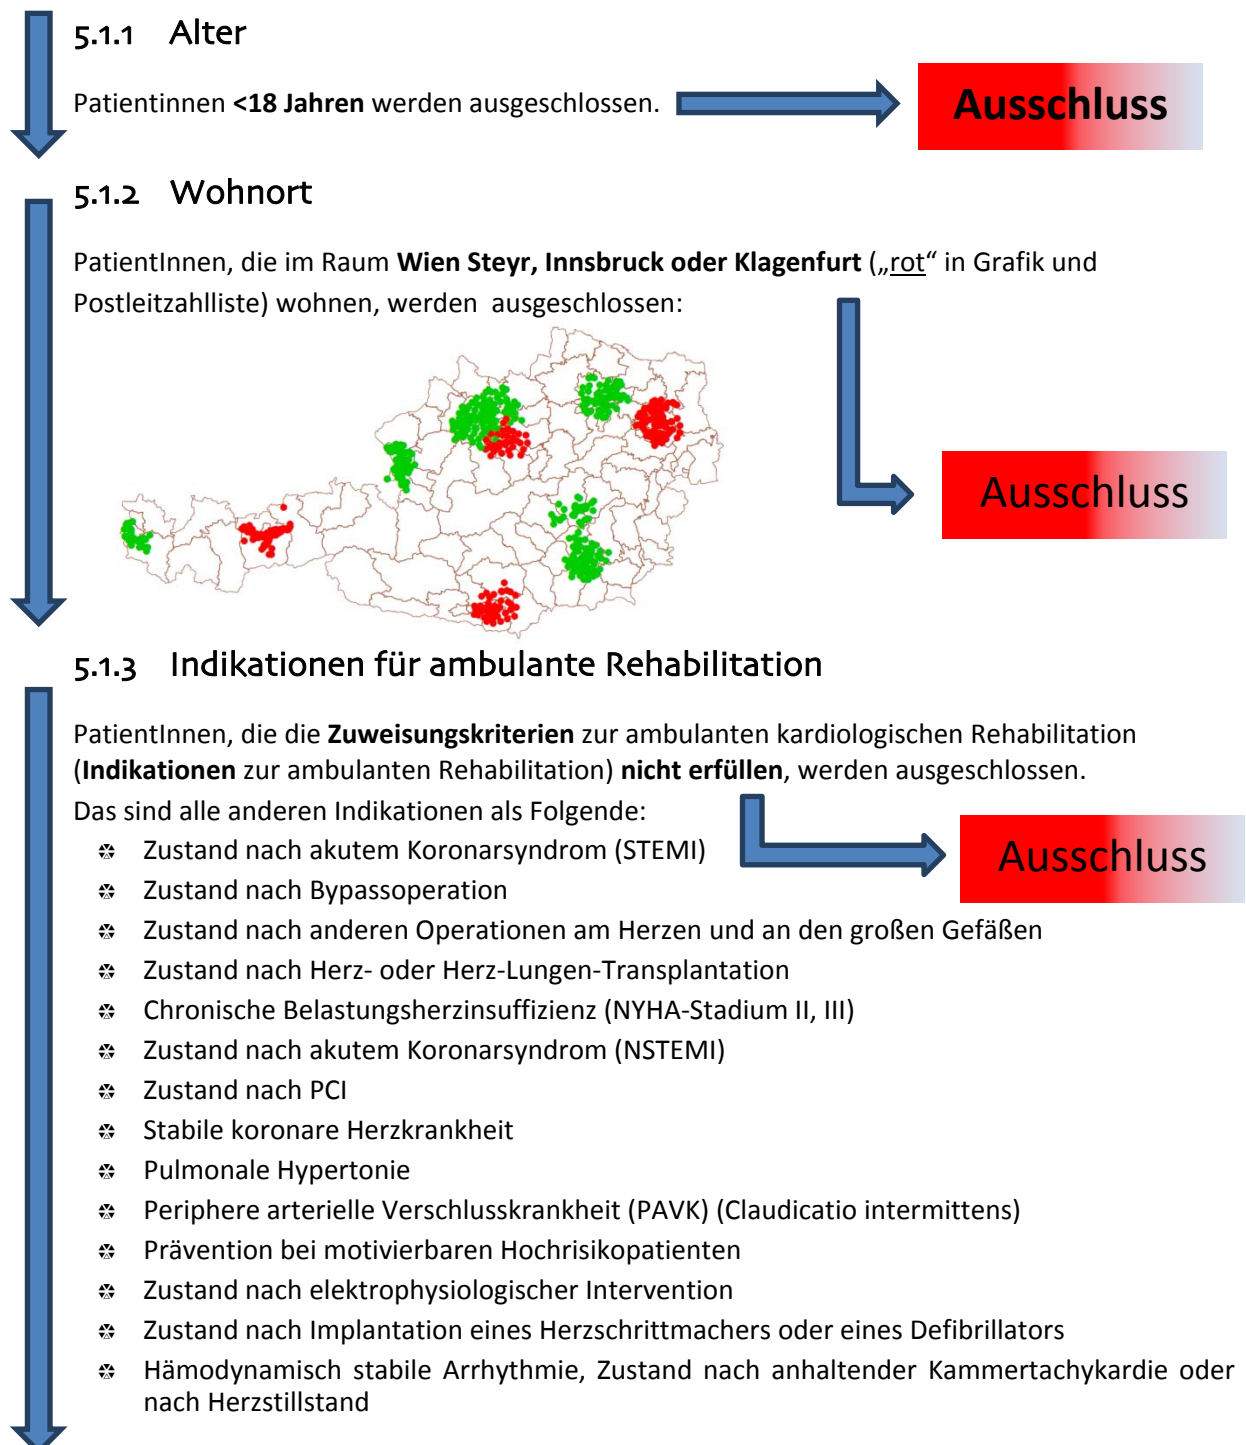 5.1.1 Alter
Patientinnen <18 Jahren werden ausgeschlossen.
Ausschluss
5.1.2 Wohnort
PatientInnen, die im Raum Wien Steyr, Innsbruck oder Klagenfurt („rot“ in Grafik und
Postleitzahlliste) wohnen, werden ausgeschlossen:
Ausschluss
5.1.3 Indikationen für ambulante Rehabilitation
PatientInnen, die die Zuweisungskriterien zur ambulanten kardiologischen Rehabilitation
(Indikationen zur ambulanten Rehabilitation) nicht erfüllen, werden ausgeschlossen.
Das sind alle anderen Indikationen als Folgende:
Ausschluss
Zustand nach akutem Koronarsyndrom (STEMI)
Zustand nach Bypassoperation
Zustand nach anderen Operationen am Herzen und an den großen Gefäßen
Zustand nach Herz- oder Herz-Lungen-Transplantation
Chronische Belastungsherzinsuffizienz (NYHA-Stadium II, III)
Zustand nach akutem Koronarsyndrom (NSTEMI)
Zustand nach PCI
Stabile koronare Herzkrankheit
Pulmonale Hypertonie
Periphere arterielle Verschlusskrankheit (PAVK) (Claudicatio intermittens)
Prävention bei motivierbaren Hochrisikopatienten
Zustand nach elektrophysiologischer Intervention
Zustand nach Implantation eines Herzschrittmachers oder eines Defibrillators
Hämodynamisch stabile Arrhythmie, Zustand nach anhaltender Kammertachykardie oder
nach Herzstillstand